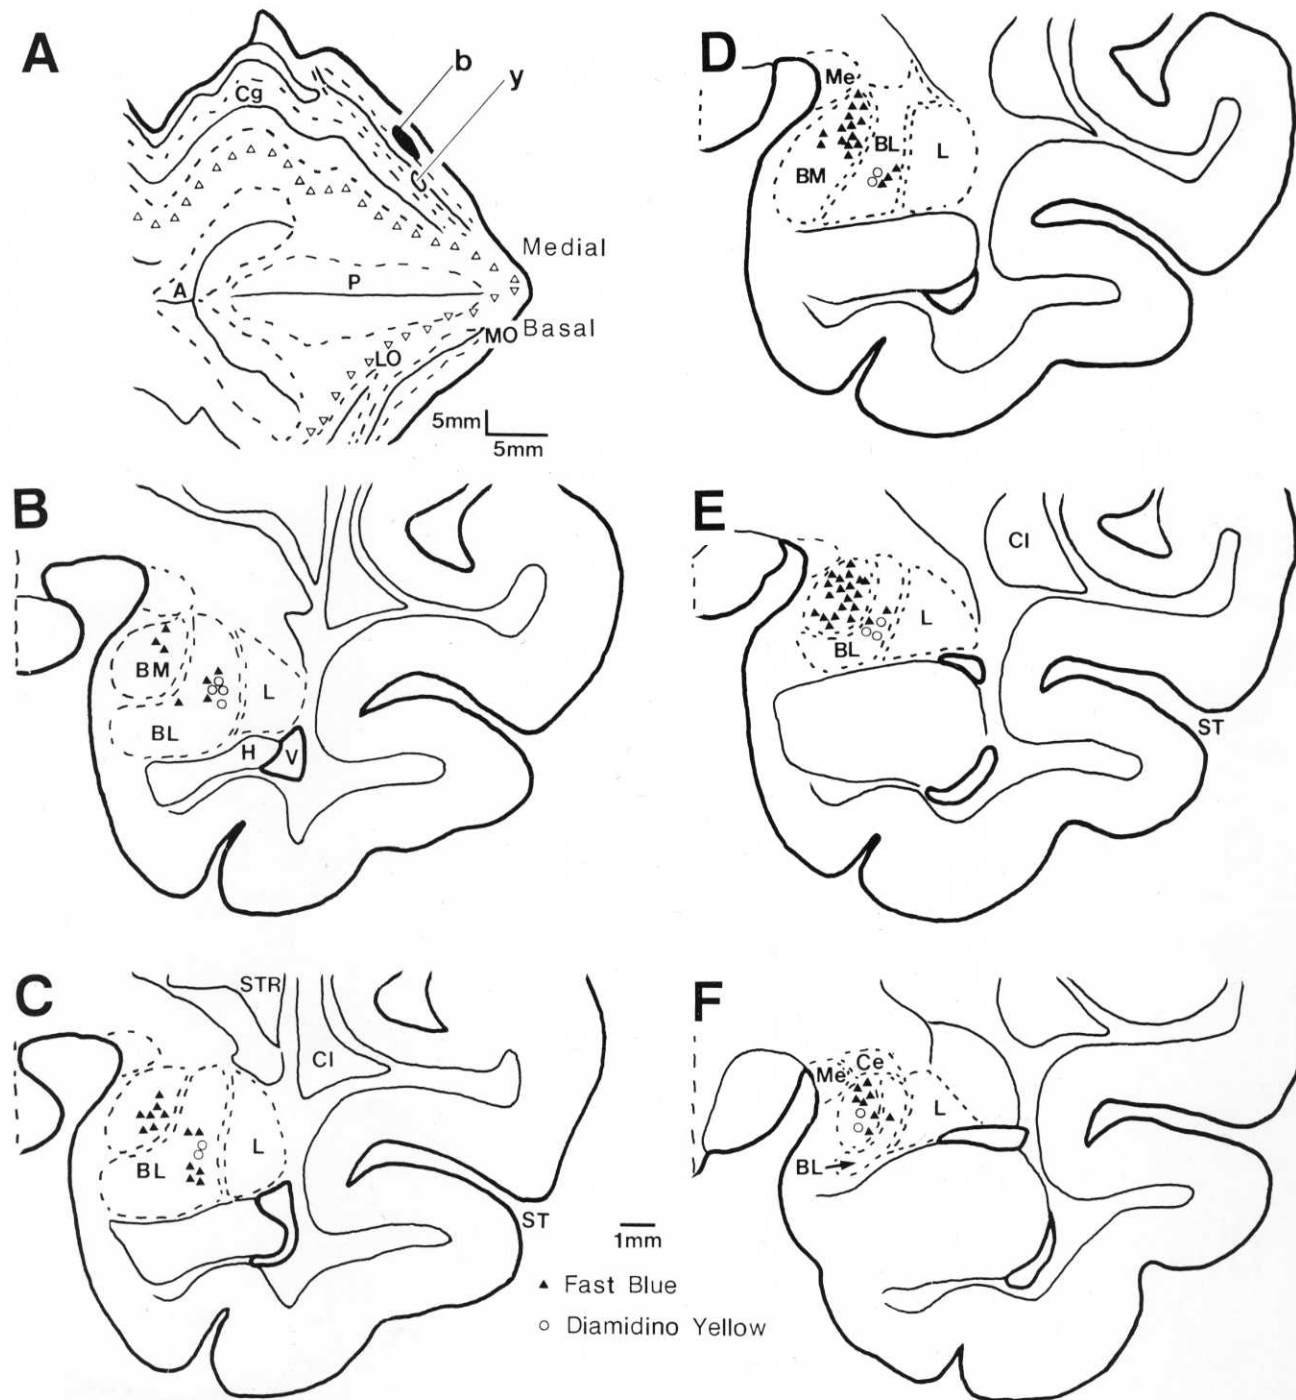 A
b
y
Cg
Medial
A
P
Basal
MO
LO
5mm
5mm
D
Me
BL
L
BM
B
BM
L
BL
H
V
E
Cl
L
BL
ST
C
STR
Cl
BL
L
ST
1mm
▲ Fast Blue
○ Diamidino Yellow
F
Me
Ce
L
BL